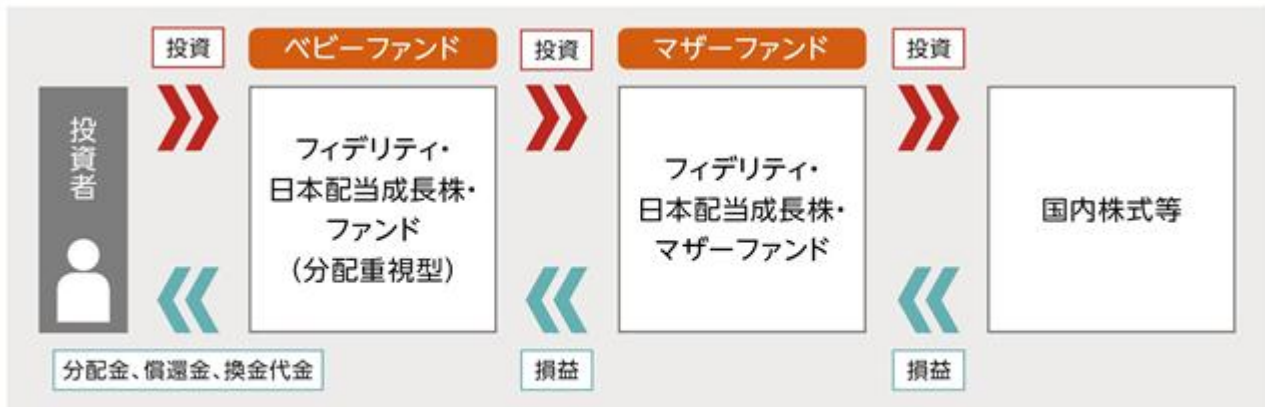 投資
ベビーファンド
投資
マザーファンド
投資
投資者
フィデリティ・
日本配当成長株・
ファンド
（分配重視型）
フィデリティ・
日本配当成長株・
マザーファンド
国内株式等
分配金、償還金、換金代金
損益
損益